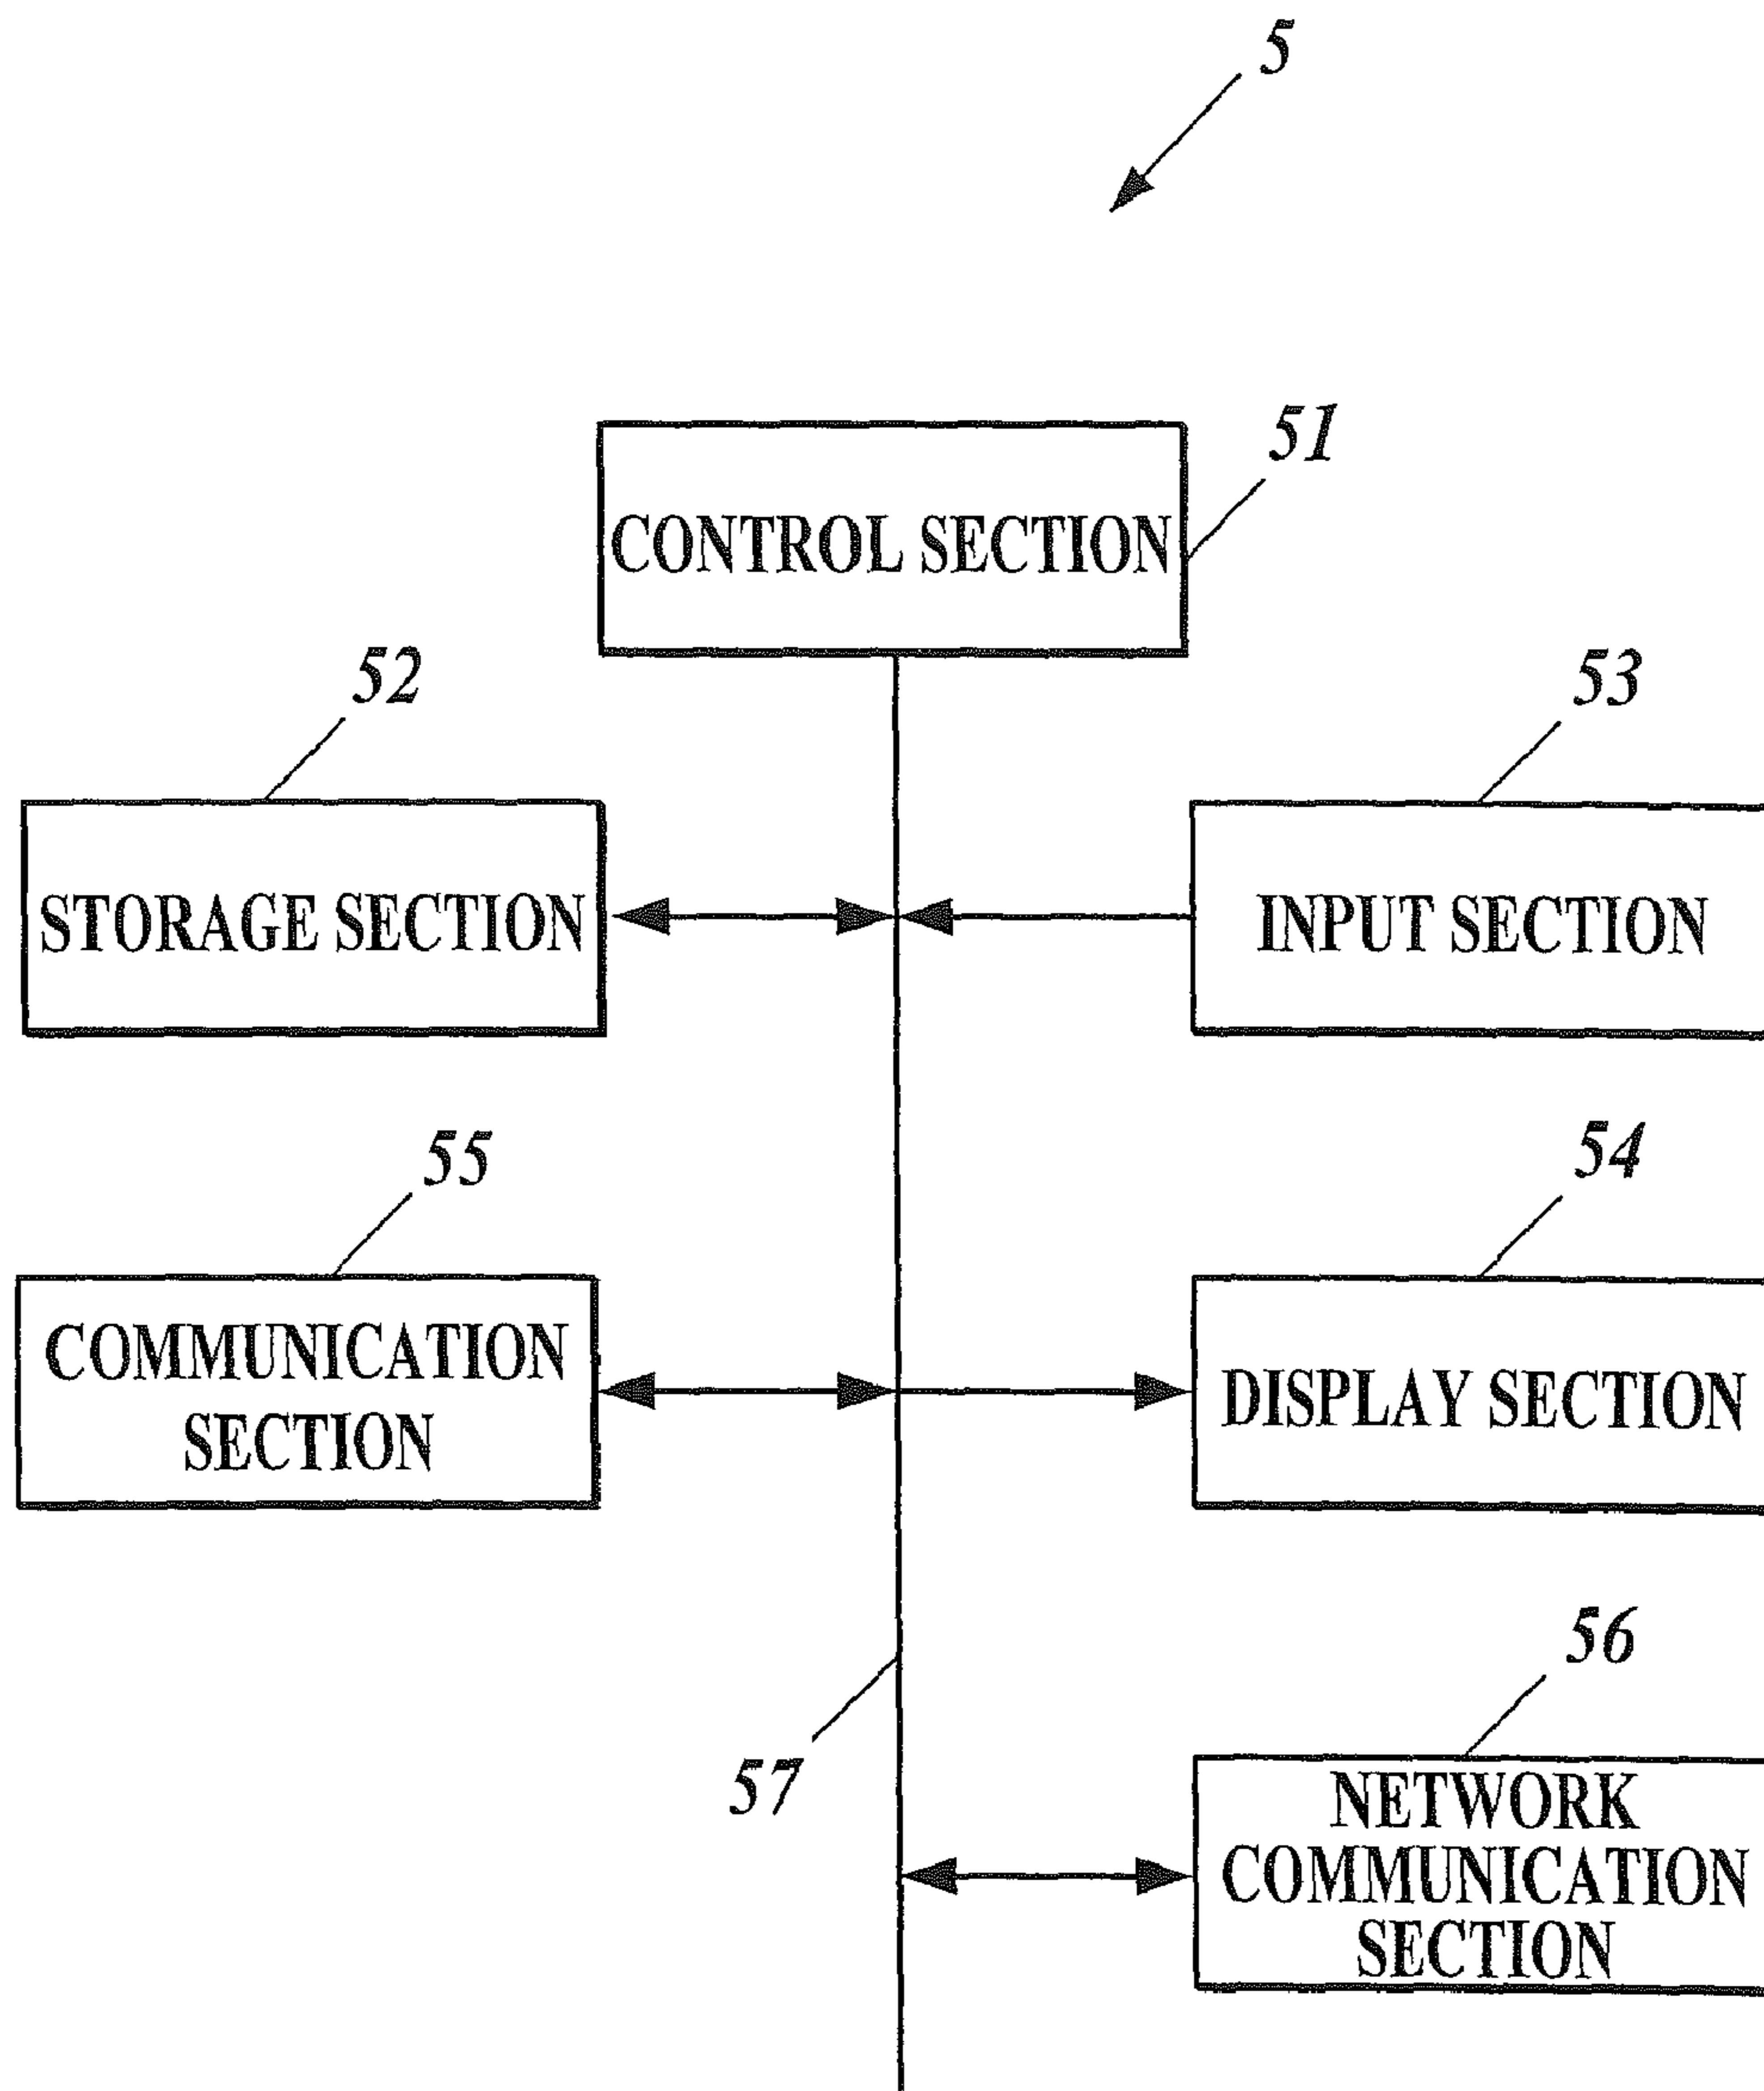 5
51
CONTROL SECTION
52
53
STORAGE SECTION
INPUT SECTION
55
54
COMMUNICATION
SECTION
DISPLAY SECTION
56
57
NETWORK
COMMUNICATION
SECTION